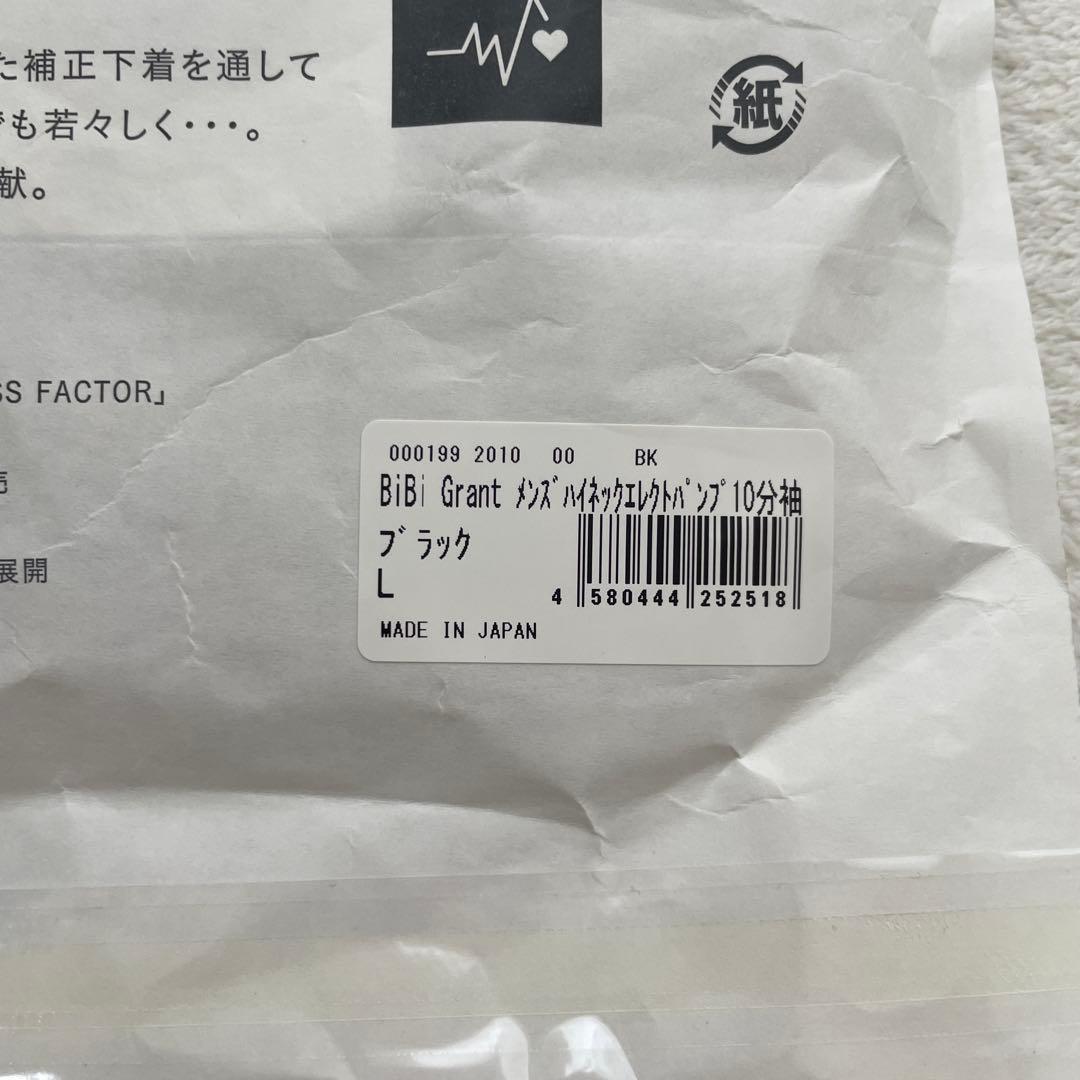 た補正下着を通して
でも若々しく・・・。
献。
紙
SS FACTOR』
売
展開
000199 2010 00 BK
BiBi Grant ﾒﾝｽﾞﾊｲﾈｯｸｴﾚｸﾄﾊﾟﾝﾌﾟ10分袖
ﾌﾞﾗｯｸ
L
4 580444 252518
MADE IN JAPAN